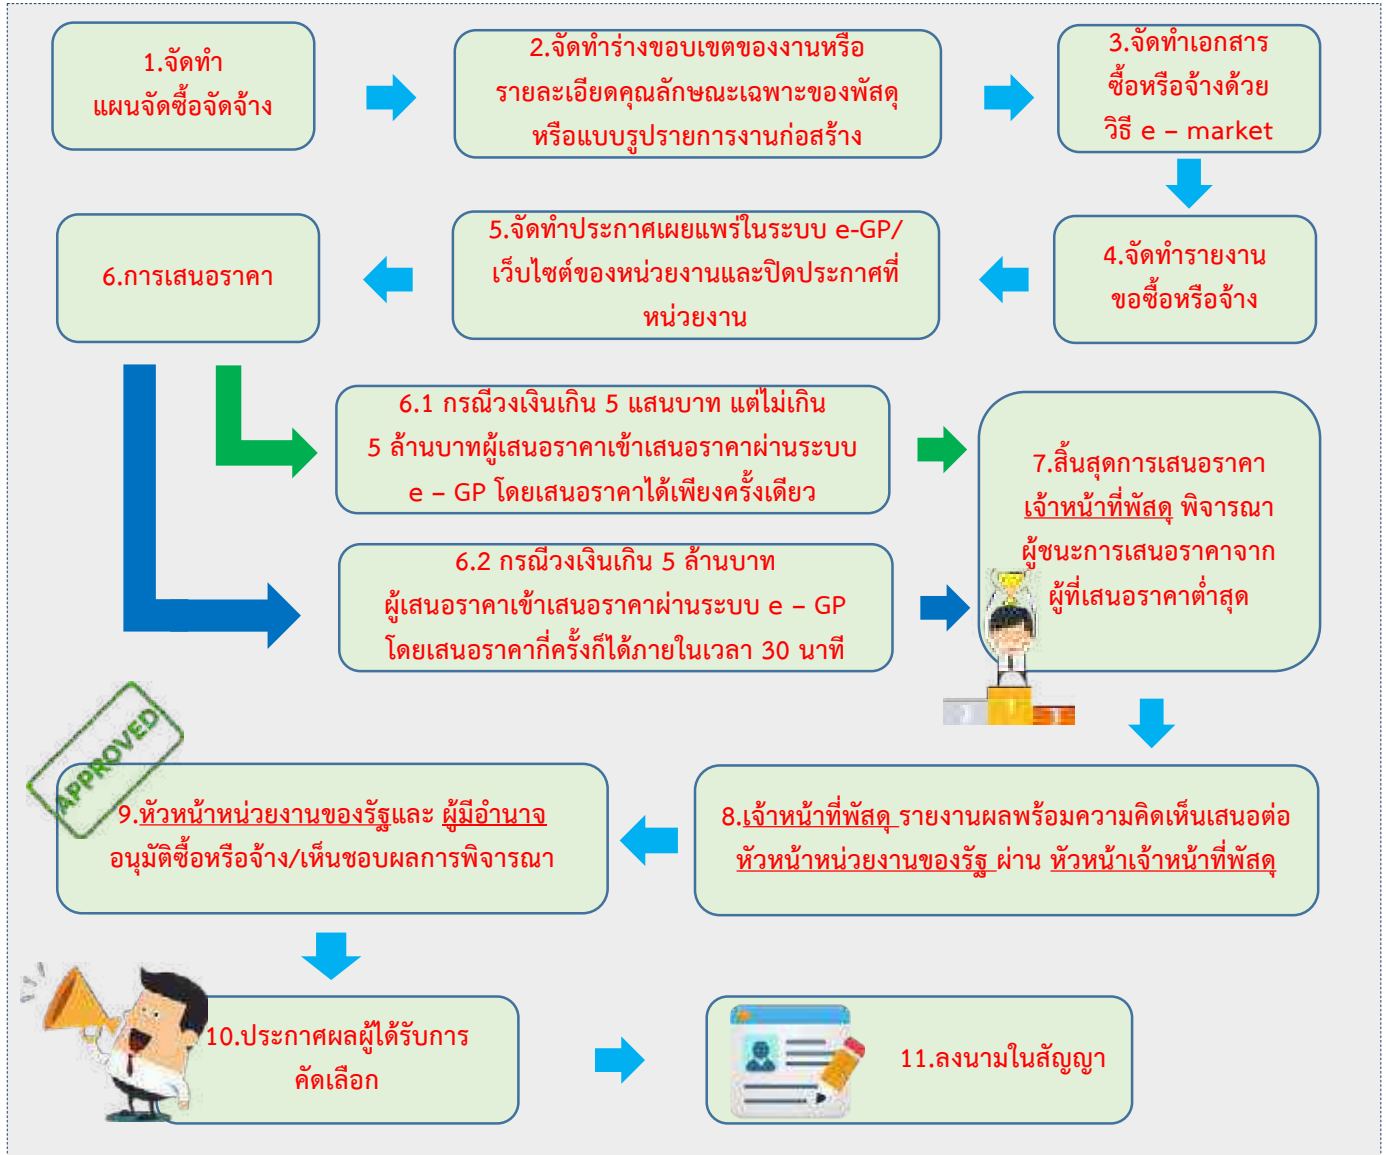 1.จัดทำ
แผนจัดซื้อจัดจ้าง
2.จัดทำร่างขอบเขตของงานหรือ
รายละเอียดคุณลักษณะเฉพาะของพัสดุ
หรือแบบรูปรายการงานก่อสร้าง
3.จัดทำเอกสาร
ซื้อหรือจ้างด้วย
วิธี e – market
4.จัดทำรายงาน
ขอซื้อหรือจ้าง
5.จัดทำประกาศเผยแพร่ในระบบ e-GP/
เว็บไซต์ของหน่วยงานและปิดประกาศที่
หน่วยงาน
6.การเสนอราคา
6.1 กรณีวงเงินเกิน 5 แสนบาท แต่ไม่เกิน
5 ล้านบาทผู้เสนอราคาเข้าเสนอราคาผ่านระบบ
e – GP โดยเสนอราคาได้เพียงครั้งเดียว
6.2 กรณีวงเงินเกิน 5 ล้านบาท
ผู้เสนอราคาเข้าเสนอราคาผ่านระบบ e – GP
โดยเสนอราคากี่ครั้งก็ได้ภายในเวลา 30 นาที
7.สิ้นสุดการเสนอราคา
เจ้าหน้าที่พัสดุ พิจารณา
ผู้ชนะการเสนอราคาจาก
ผู้ที่เสนอราคาต่ำสุด
8.เจ้าหน้าที่พัสดุ รายงานผลพร้อมความคิดเห็นเสนอต่อ
หัวหน้าหน่วยงานของรัฐ ผ่าน หัวหน้าเจ้าหน้าที่พัสดุ
APPROVED
9.หัวหน้าหน่วยงานของรัฐและ ผู้มีอำนาจ
อนุมัติซื้อหรือจ้าง/เห็นชอบผลการพิจารณา
10.ประกาศผลผู้ได้รับการ
คัดเลือก
11.ลงนามในสัญญา